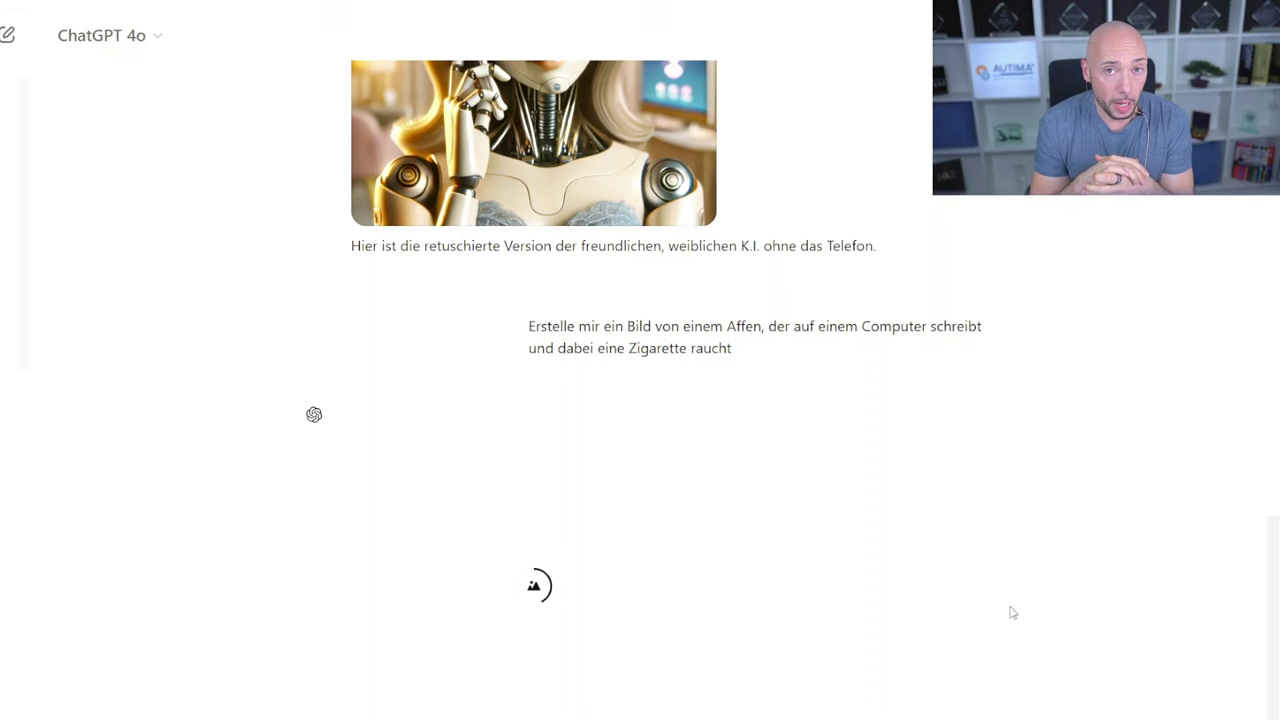 ChatGPT 4o
AUTIMA
Hier ist die retuschierte Version der freundlichen, weiblichen K.I. ohne das Telefon.
Erstelle mir ein Bild von einem Affen, der auf einem Computer schreibt
und dabei eine Zigarette raucht